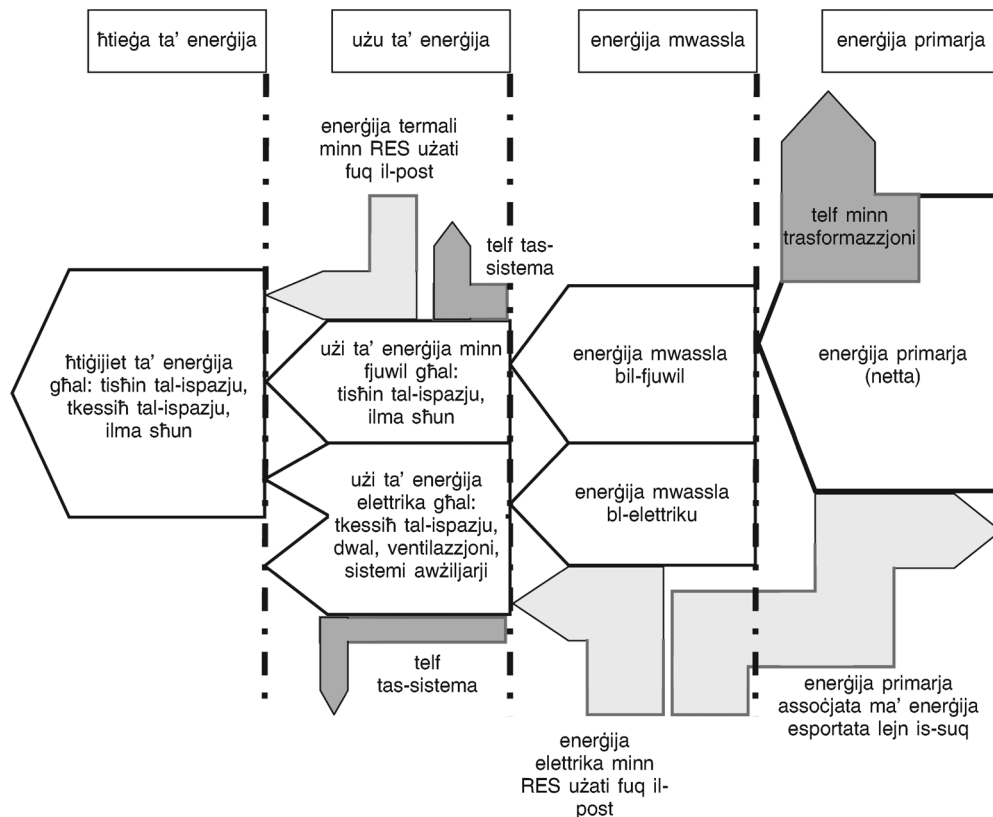 ħtieġa ta' enerġija
użu ta' enerġija
enerġija mwassla
enerġija primarja
enerġija termali
minn RES użati
fuq il-post
telf tas-
sistema
telf minn
trasformazzjoni
ħtiġijiet ta' enerġija
għal: tisħin tal-ispazju,
tkessiħ tal-ispazju,
ilma sħun
użi ta' enerġija minn
fjuwil għal:
tisħin tal-ispazju,
ilma sħun
enerġija mwassla
bil-fjuwil
enerġija primarja
(netta)
użi ta' enerġija
elettrika għal:
tkessiħ tal-ispazju,
dwal, ventilazzjoni,
sistemi awżiljarji
enerġija mwassla
bl-elettriku
telf
tas-sistema
enerġija
elettrika minn
RES użati fuq il-
post
enerġija primarja
assoċjata ma' enerġija
esportata lejn is-suq